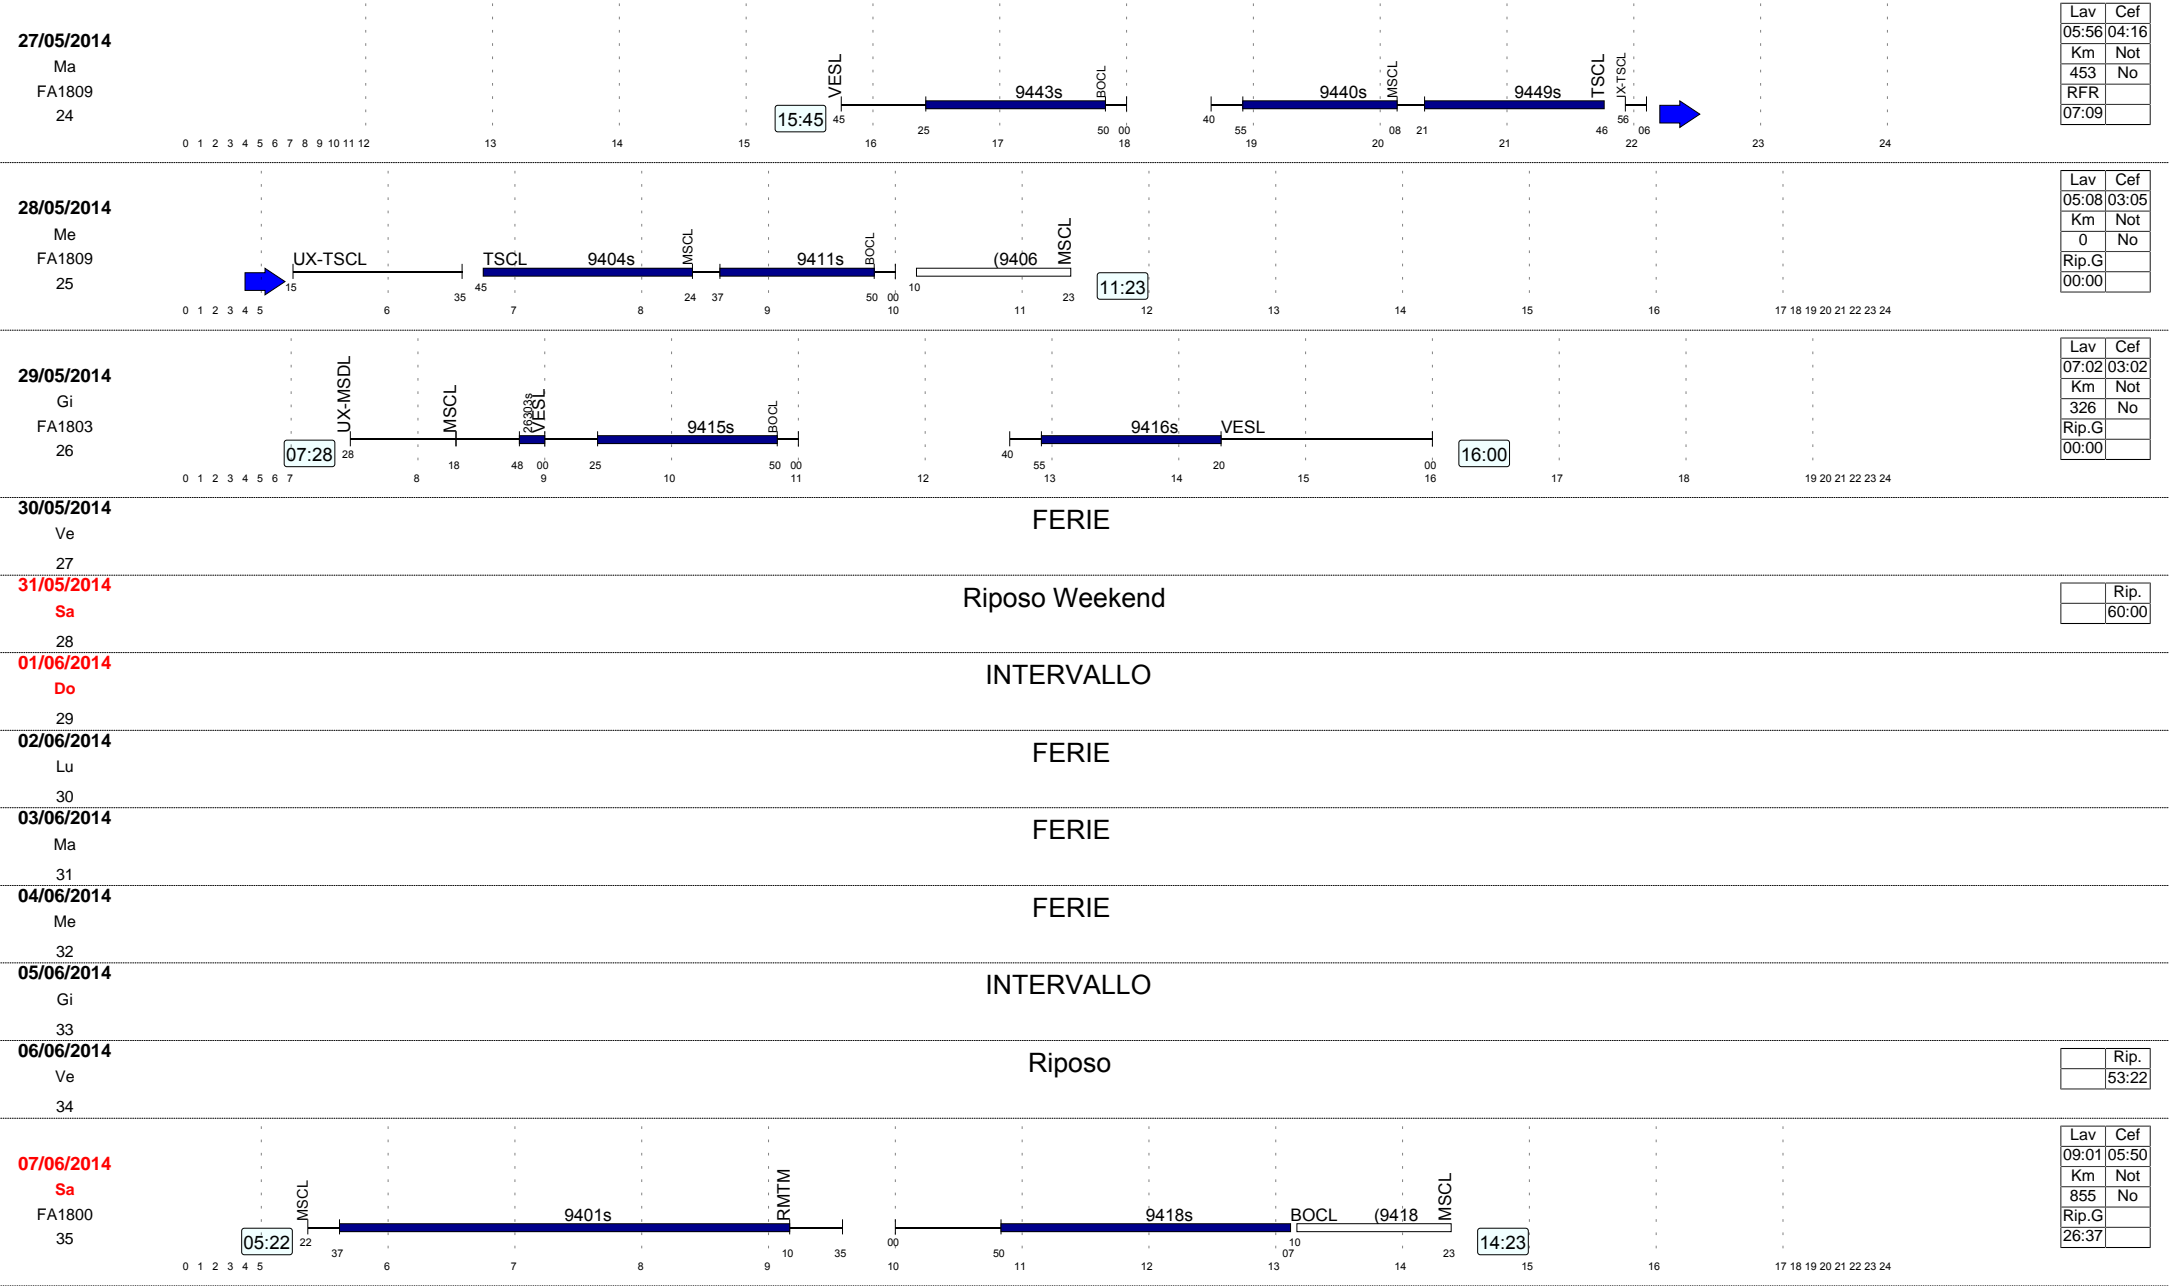 27/05/2014
Ma
FA1809
24
15:45
VESL 9443s BOCL 9440s MSCL 9449s TSCL UX-TSCL
45 25 50 00 40 55 08 21 46 56 06
0 1 2 3 4 5 6 7 8 9 10 11 12 13 14 15 16 17 18 19 20 21 22 23 24
Lav Cef
05:56 04:16
Km Not
453 No
RFR
07:09
28/05/2014
Me
FA1809
25
UX-TSCL TSCL 9404s MSCL 9411s BOCL (9406 MSCL
15 35 45 24 37 50 00 10 23
11:23
0 1 2 3 4 5 6 7 8 9 10 11 12 13 14 15 16 17 18 19 20 21 22 23 24
Lav Cef
05:08 03:05
Km Not
0 No
Rip.G
00:00
29/05/2014
Gi
FA1803
26
07:28
UX-MSDL MSCL 26303s VESL 9415s BOCL 9416s VESL
28 18 48 00 25 50 00 40 55 20 00
16:00
0 1 2 3 4 5 6 7 8 9 10 11 12 13 14 15 16 17 18 19 20 21 22 23 24
Lav Cef
07:02 03:02
Km Not
326 No
Rip.G
00:00
30/05/2014
Ve
27
FERIE
31/05/2014
Sa
28
Riposo Weekend
Rip.
60:00
01/06/2014
Do
29
INTERVALLO
02/06/2014
Lu
30
FERIE
03/06/2014
Ma
31
FERIE
04/06/2014
Me
32
FERIE
05/06/2014
Gi
33
INTERVALLO
06/06/2014
Ve
34
Riposo
Rip.
53:22
07/06/2014
Sa
FA1800
35
05:22
MSCL 9401s RMTM 9418s BOCL (9418 MSCL
22 37 10 35 00 50 07 10 23
14:23
0 1 2 3 4 5 6 7 8 9 10 11 12 13 14 15 16 17 18 19 20 21 22 23 24
Lav Cef
09:01 05:50
Km Not
855 No
Rip.G
26:37